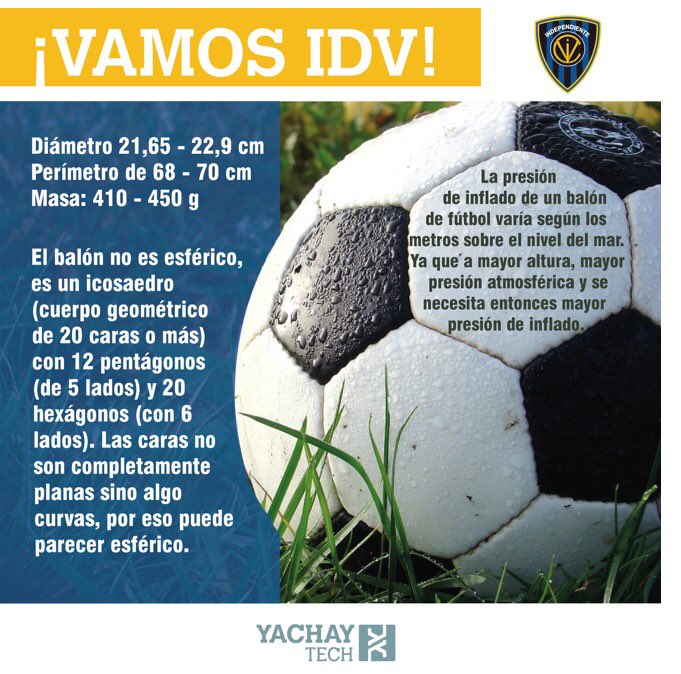 ¡VAMOS IDV!
INDEPENDIENTE
Diámetro 21,65 - 22,9 cm
Perímetro de 68 - 70 cm
Masa: 410 - 450 g
El balón no es esférico,
es un icosaedro
(cuerpo geométrico
de 20 caras o más)
con 12 pentágonos
(de 5 lados) y 20
hexágonos (con 6
lados). Las caras no
son completamente
planas sino algo
curvas, por eso puede
parecer esférico.
La presión
de inflado de un balón
de fútbol varía según los
metros sobre el nivel del mar.
Ya que´a mayor altura, mayor
presión atmosférica y se
necesita entonces mayor
presión de inflado.
YACHAY
TECH